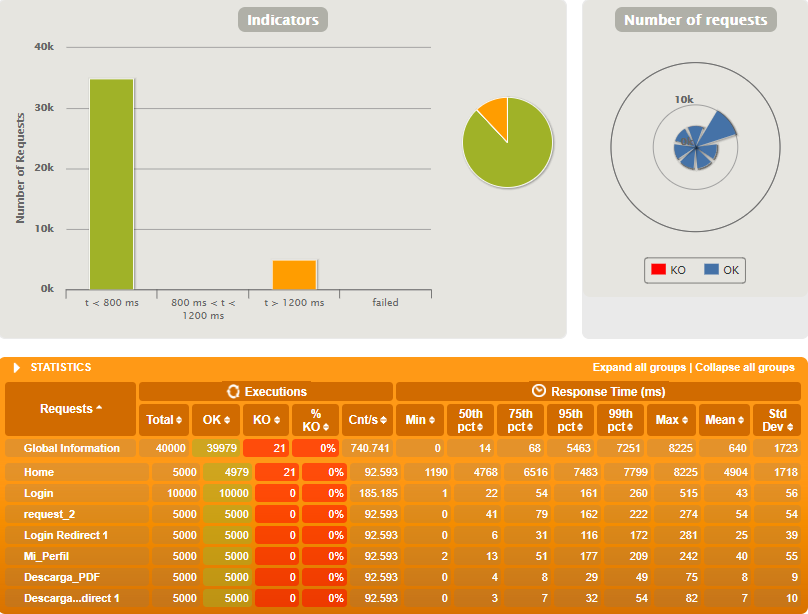 Indicators
Number of requests
Number of Requests
40k
30k
20k
10k
0k
t < 800 ms
800 ms < t < 1200 ms
t > 1200 ms
failed
10k
KO OK
STATISTICS
Expand all groups | Collapse all groups
Requests Executions Response Time (ms)
Total OK KO % KO Cnt/s Min 50th pct 75th pct 95th pct 99th pct Max Mean Std Dev
Global Information 40000 39979 21 0% 740.741 0 14 68 5463 7251 8225 640 1723
Home 5000 4979 21 0% 92.593 1190 4768 6516 7483 7799 8225 4904 1718
Login 10000 10000 0 0% 185.185 1 22 54 161 260 515 43 56
request_2 5000 5000 0 0% 92.593 0 41 79 162 222 274 54 54
Login Redirect 1 5000 5000 0 0% 92.593 0 6 31 116 172 281 25 39
Mi_Perfil 5000 5000 0 0% 92.593 2 13 51 177 209 242 40 55
Descarga_PDF 5000 5000 0 0% 92.593 0 4 8 29 49 75 8 9
Descarga...direct 1 5000 5000 0 0% 92.593 0 3 7 32 54 82 7 10